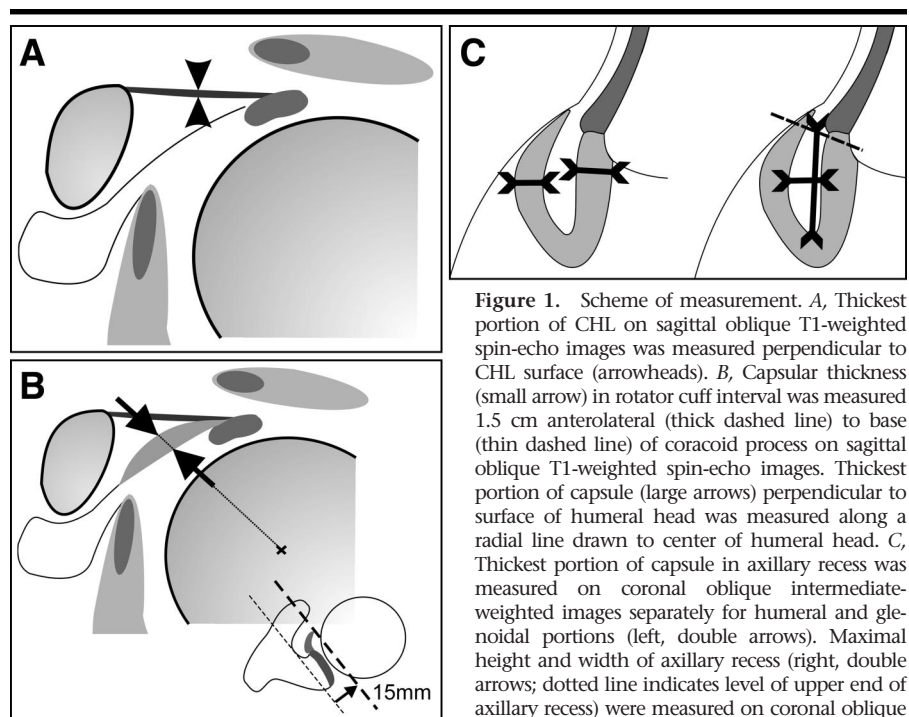 A
C
B
15mm
Figure 1. Scheme of measurement. A, Thickest
portion of CHL on sagittal oblique T1-weighted
spin-echo images was measured perpendicular to
CHL surface (arrowheads). B, Capsular thickness
(small arrow) in rotator cuff interval was measured
1.5 cm anterolateral (thick dashed line) to base
(thin dashed line) of coracoid process on sagittal
oblique T1-weighted spin-echo images. Thickest
portion of capsule (large arrows) perpendicular to
surface of humeral head was measured along a
radial line drawn to center of humeral head. C,
Thickest portion of capsule in axillary recess was
measured on coronal oblique intermediate-
weighted images separately for humeral and gle-
noidal portions (left, double arrows). Maximal
height and width of axillary recess (right, double
arrows; dotted line indicates level of upper end of
axillary recess) were measured on coronal oblique